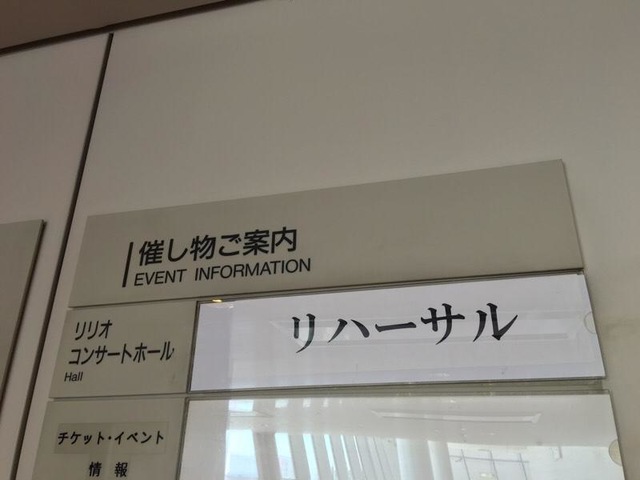 催し物ご案内
EVENT INFORMATION
リリオ
コンサートホール
Hall
リハーサル
チケット・イベント
情報